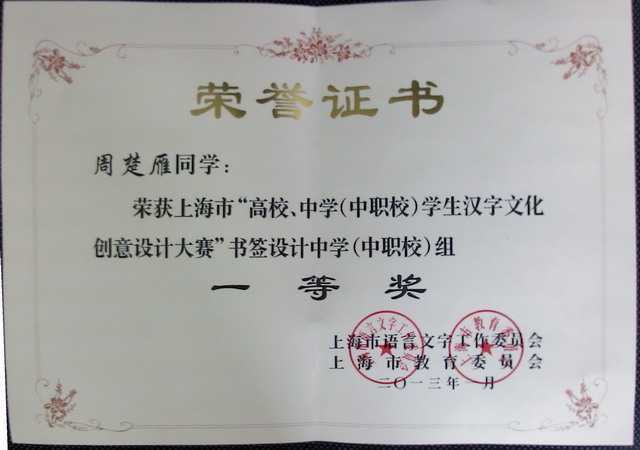 荣誉证书
周楚雁同学：
荣获上海市“高校、中学（中职校）学生汉字文化
创意设计大赛”书签设计中学（中职校）组
一等奖
上海市语言文字工作委员会
上海市教育委员会
二〇一三年一月